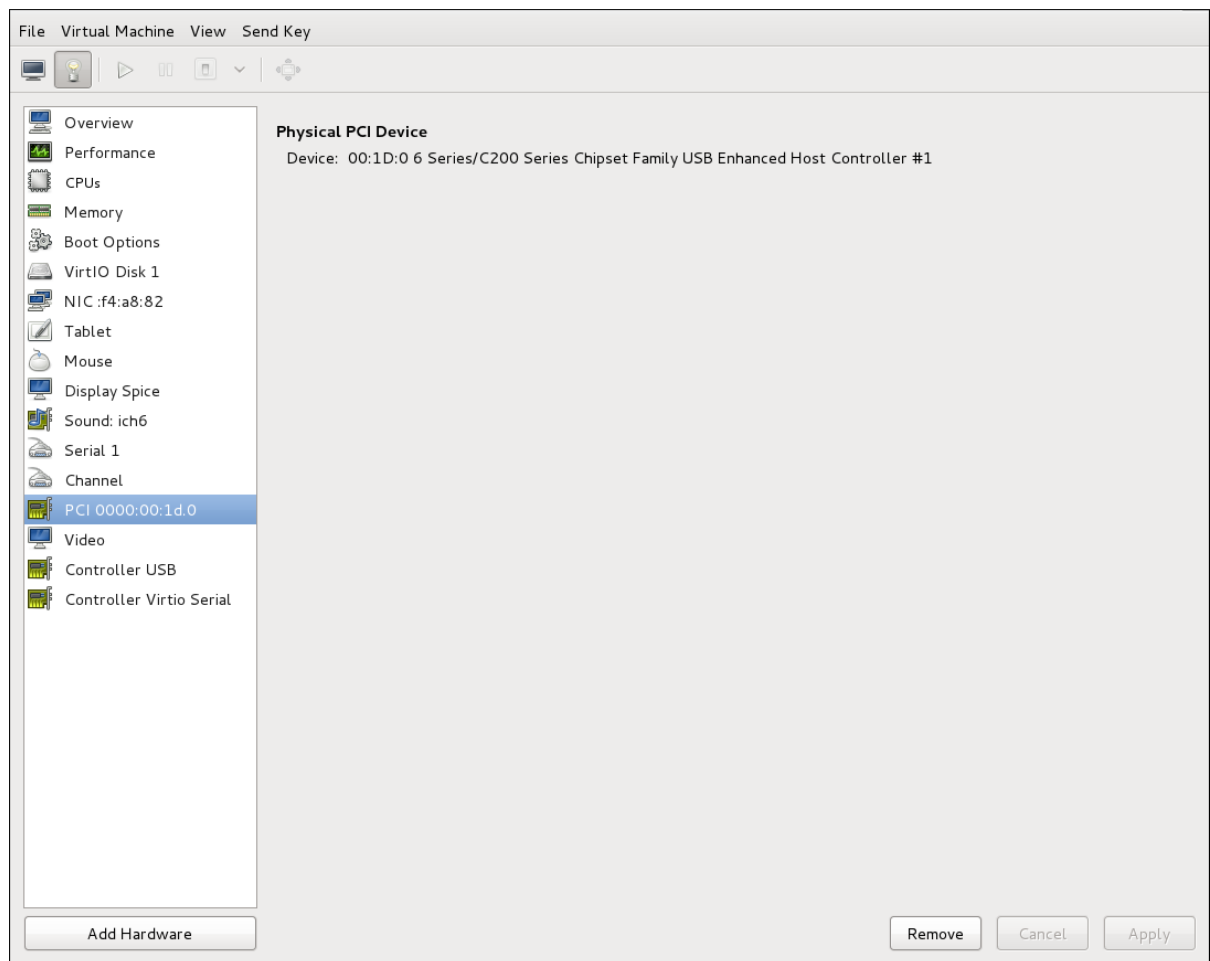 File Virtual Machine View Send Key
Overview
Performance
CPUs
Memory
Boot Options
VirtIO Disk 1
NIC :f4:a8:82
Tablet
Mouse
Display Spice
Sound: ich6
Serial 1
Channel
PCI 0000:00:1d.0
Video
Controller USB
Controller Virtio Serial
Add Hardware
Physical PCI Device
Device: 00:1D:0 6 Series/C200 Series Chipset Family USB Enhanced Host Controller #1
Remove Cancel Apply